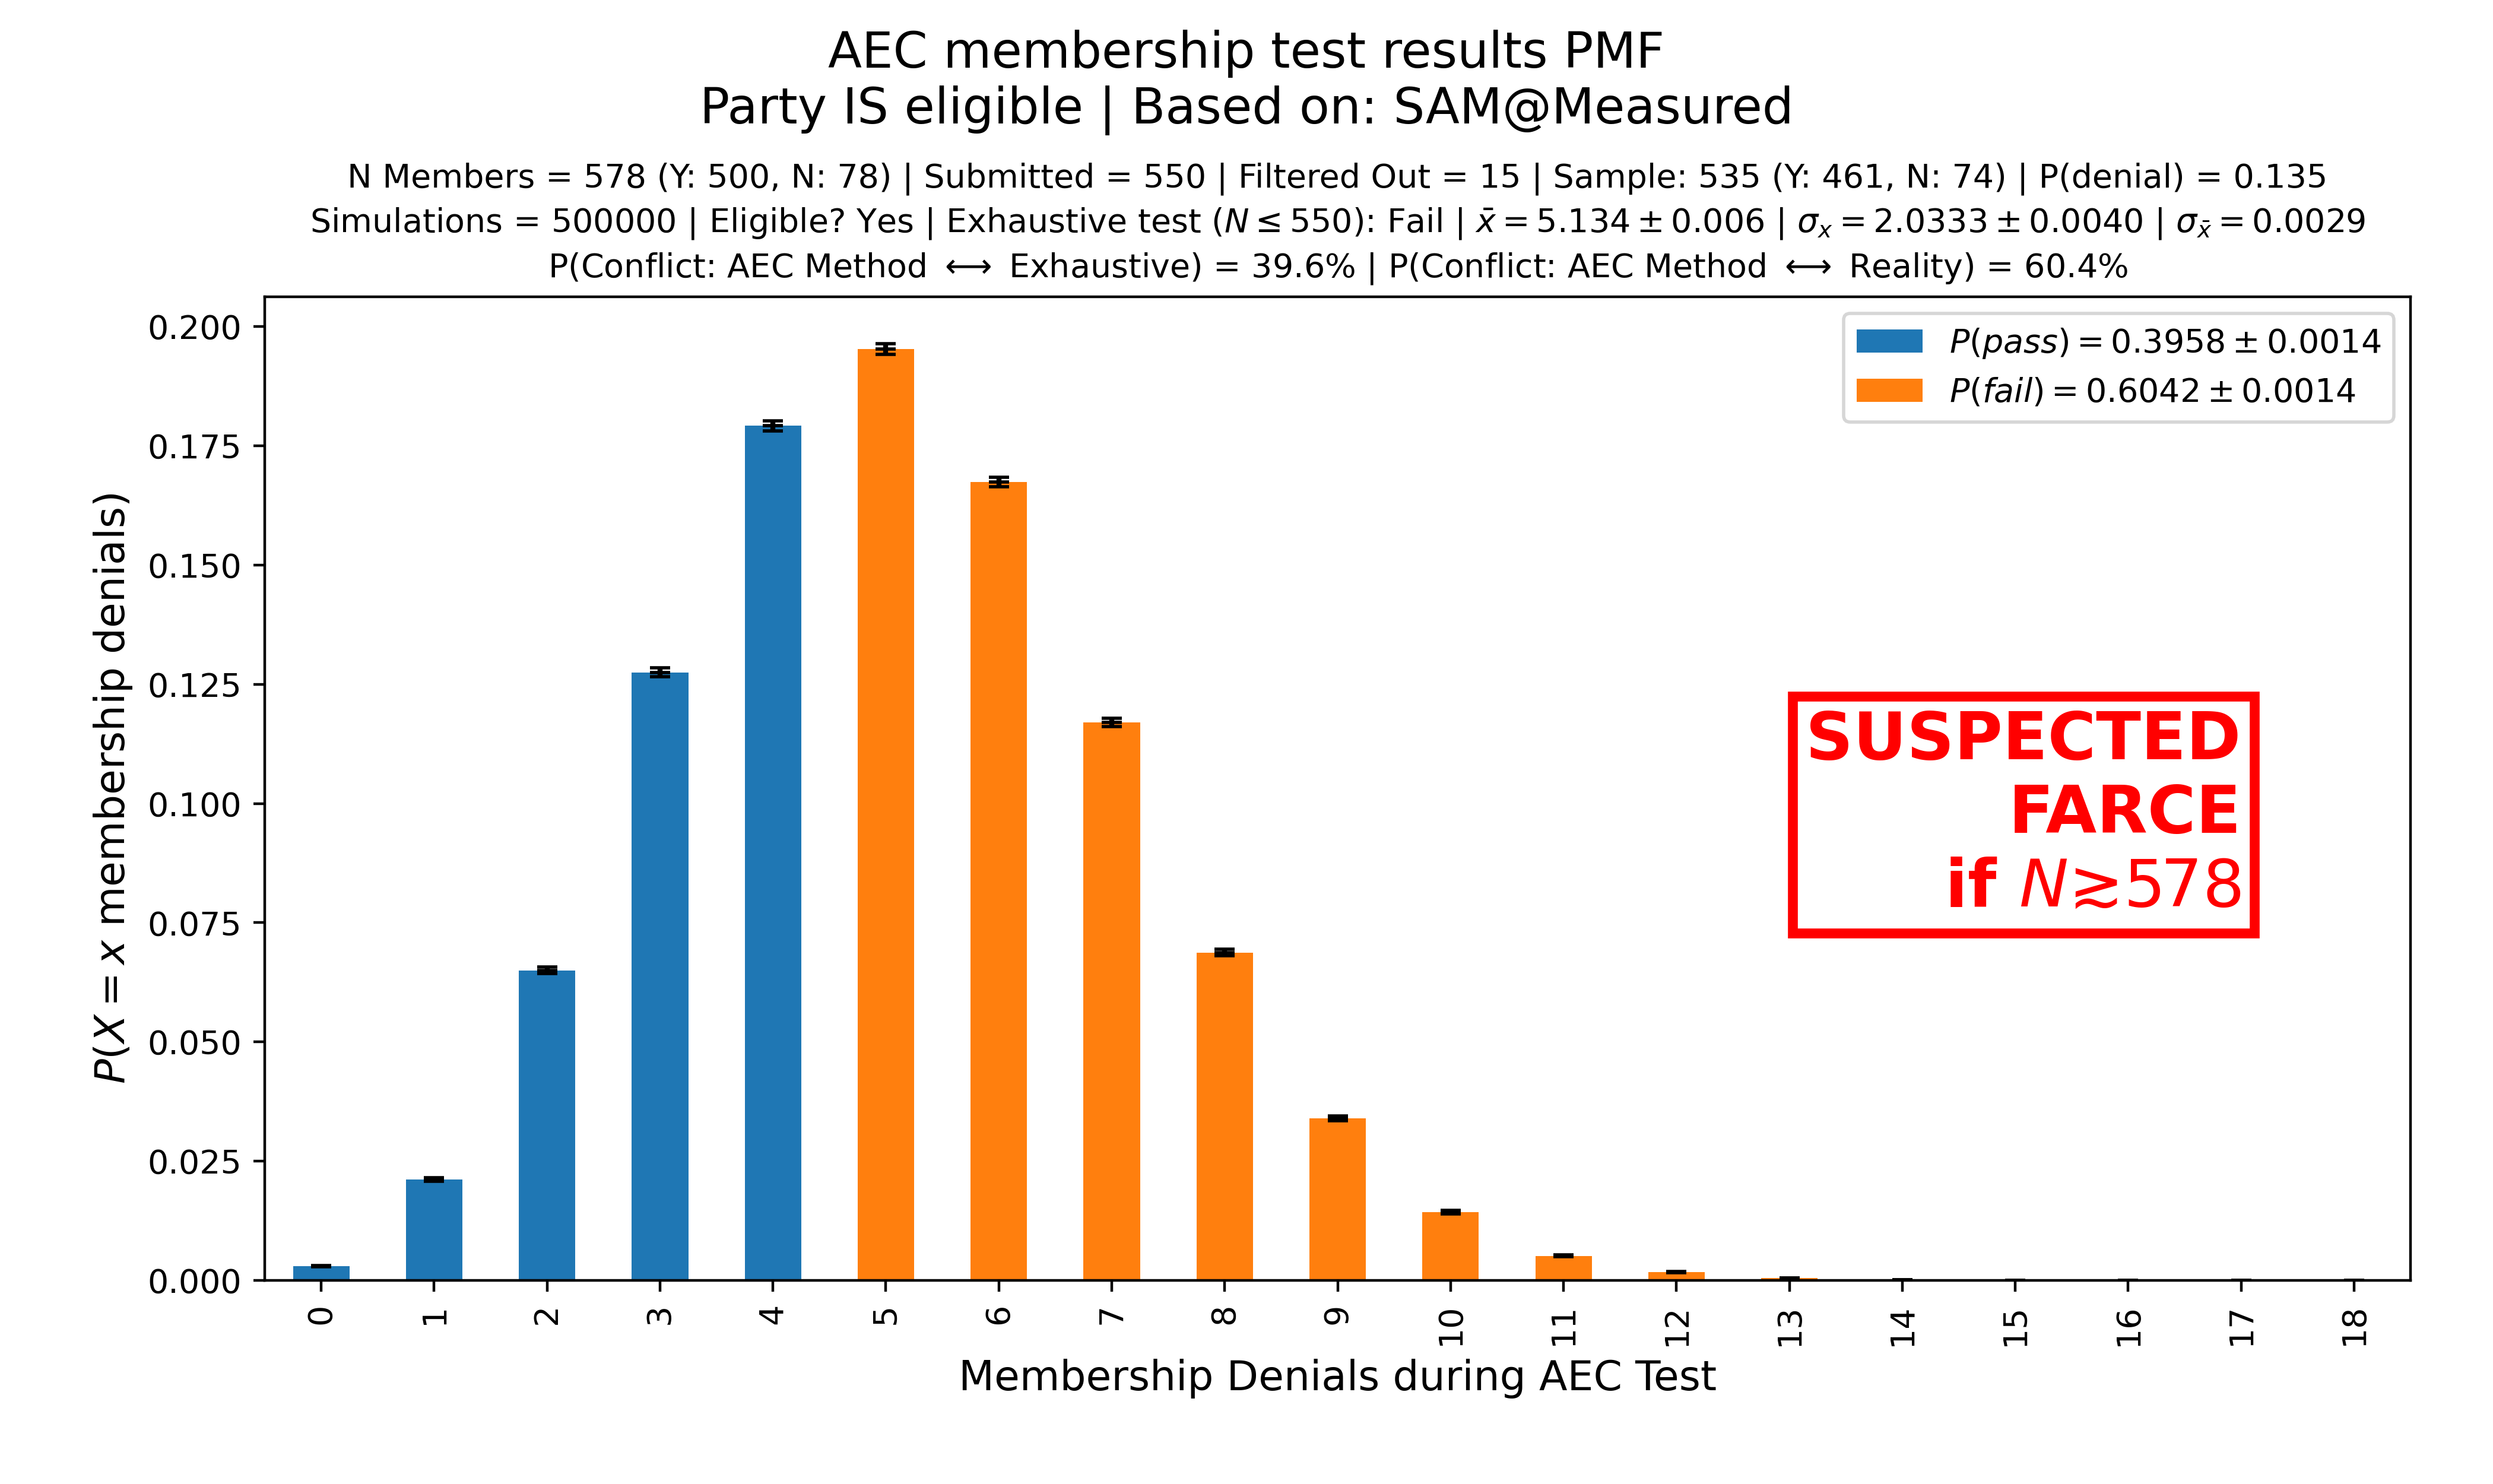 AEC membership test results PMF
Party IS eligible | Based on: SAM@Measured
N Members = 578 (Y: 500, N: 78) | Submitted = 550 | Filtered Out = 15 | Sample: 535 (Y: 461, N: 74) | P(denial) = 0.135
Simulations = 500000 | Eligible? Yes | Exhaustive test (N ≤ 550): Fail | x̄ = 5.134 ± 0.006 | σₓ = 2.0333 ± 0.0040 | σ_x̄ = 0.0029
P(Conflict: AEC Method ⟷ Exhaustive) = 39.6% | P(Conflict: AEC Method ⟷ Reality) = 60.4%
P(pass) = 0.3958 ± 0.0014
P(fail) = 0.6042 ± 0.0014
0.200
0.175
0.150
0.125
0.100
0.075
0.050
0.025
0.000
P(X = x membership denials)
SUSPECTED
FARCE
if N⪆578
0 1 2 3 4 5 6 7 8 9 10 11 12 13 14 15 16 17 18
Membership Denials during AEC Test